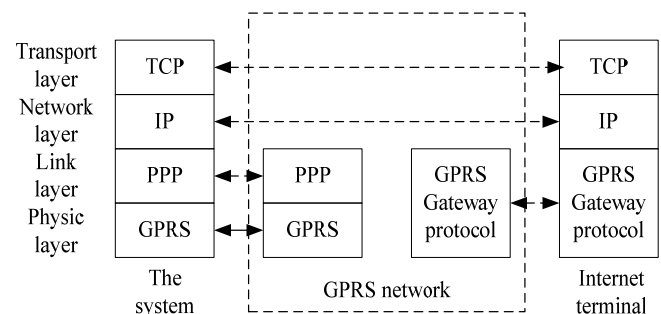 Transport
layer
TCP
TCP
Network
layer
IP
IP
Link
layer
PPP
PPP
GPRS
Gateway
protocol
GPRS
Gateway
protocol
Physic
layer
GPRS
GPRS
The
system
GPRS network
Internet
terminal